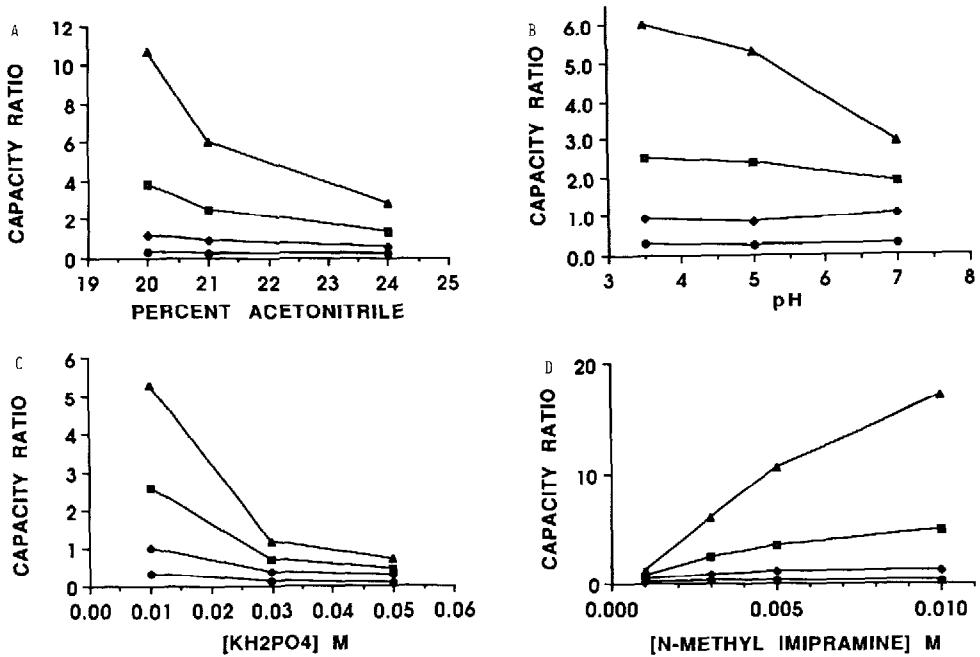 A
CAPACITY RATIO
12
10
8
6
4
2
0
19 20 21 22 23 24 25
PERCENT ACETONITRILE
B
CAPACITY RATIO
6.0
5.0
4.0
3.0
2.0
1.0
0.0
3 4 5 6 7 8
pH
C
CAPACITY RATIO
6
5
4
3
2
1
0
0.00 0.01 0.02 0.03 0.04 0.05 0.06
[KH2PO4] M
D
CAPACITY RATIO
20
10
0
0.000 0.005 0.010
[N-METHYL IMIPRAMINE] M